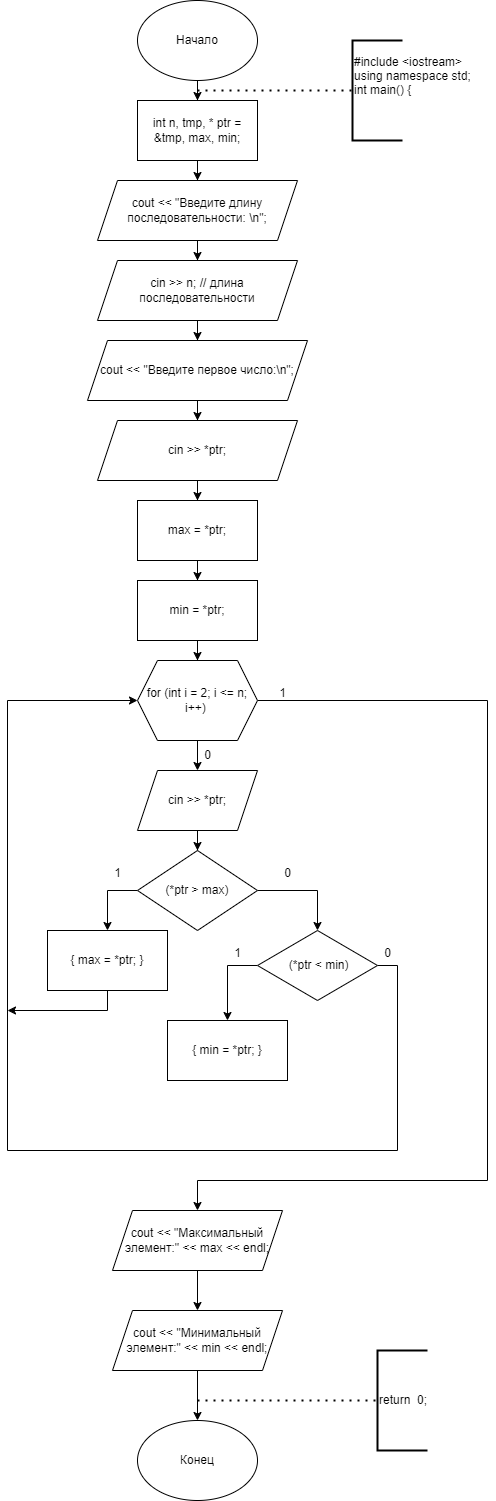 Начало
#include <iostream>
using namespace std;
int main() {
int n, tmp, * ptr =
&tmp, max, min;
cout << "Введите длину
последовательности: \n";
cin >> n; // длина
последовательности
cout << "Введите первое число:\n";
cin >> *ptr;
max = *ptr;
min = *ptr;
for (int i = 2; i <= n;
i++)
1
0
cin >> *ptr;
1
(*ptr > max)
0
{ max = *ptr; }
1
(*ptr < min)
0
{ min = *ptr; }
cout << "Максимальный
элемент:" << max << endl;
cout << "Минимальный
элемент:" << min << endl;
return  0;
Конец